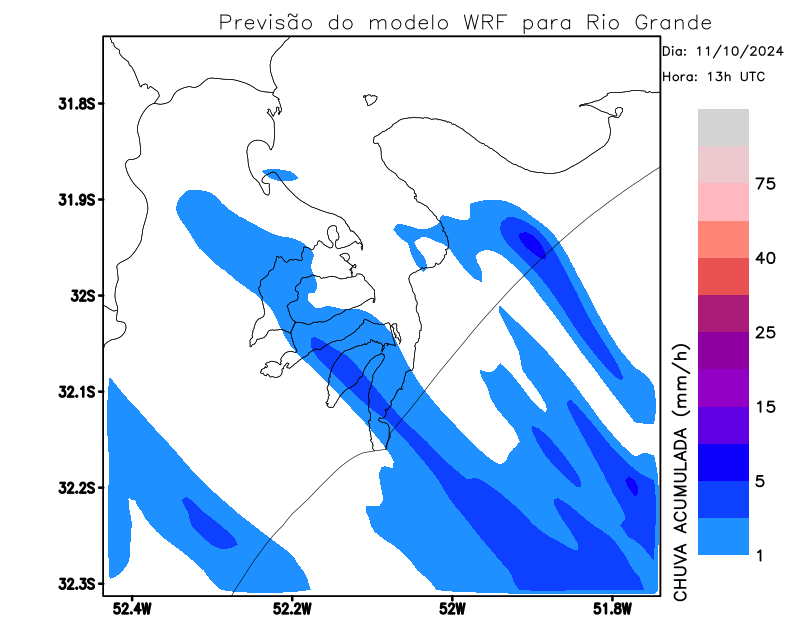 Previsão do modelo WRF para Rio Grande
Dia: 11/10/2024
Hora: 13h UTC
31.8S
31.9S
32S
32.1S
32.2S
32.3S
52.4W
52.2W
52W
51.8W
75
40
25
15
5
1
CHUVA ACUMULADA (mm/h)